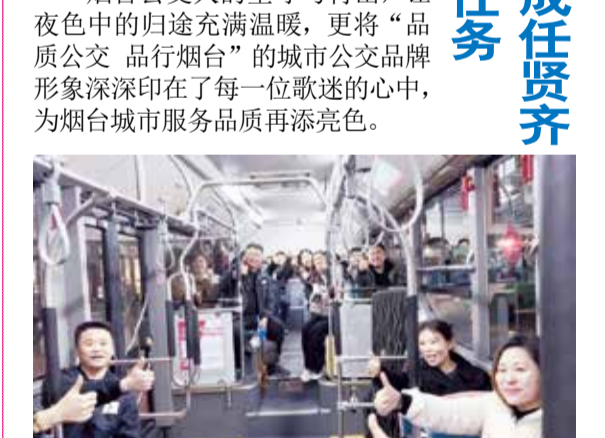 夜色中的归途充满温暖，更将“品
质公交 品行烟台”的城市公交品牌
形象深深印在了每一位歌迷的心中，
为烟台城市服务品质再添亮色。
成任贤齐
任务